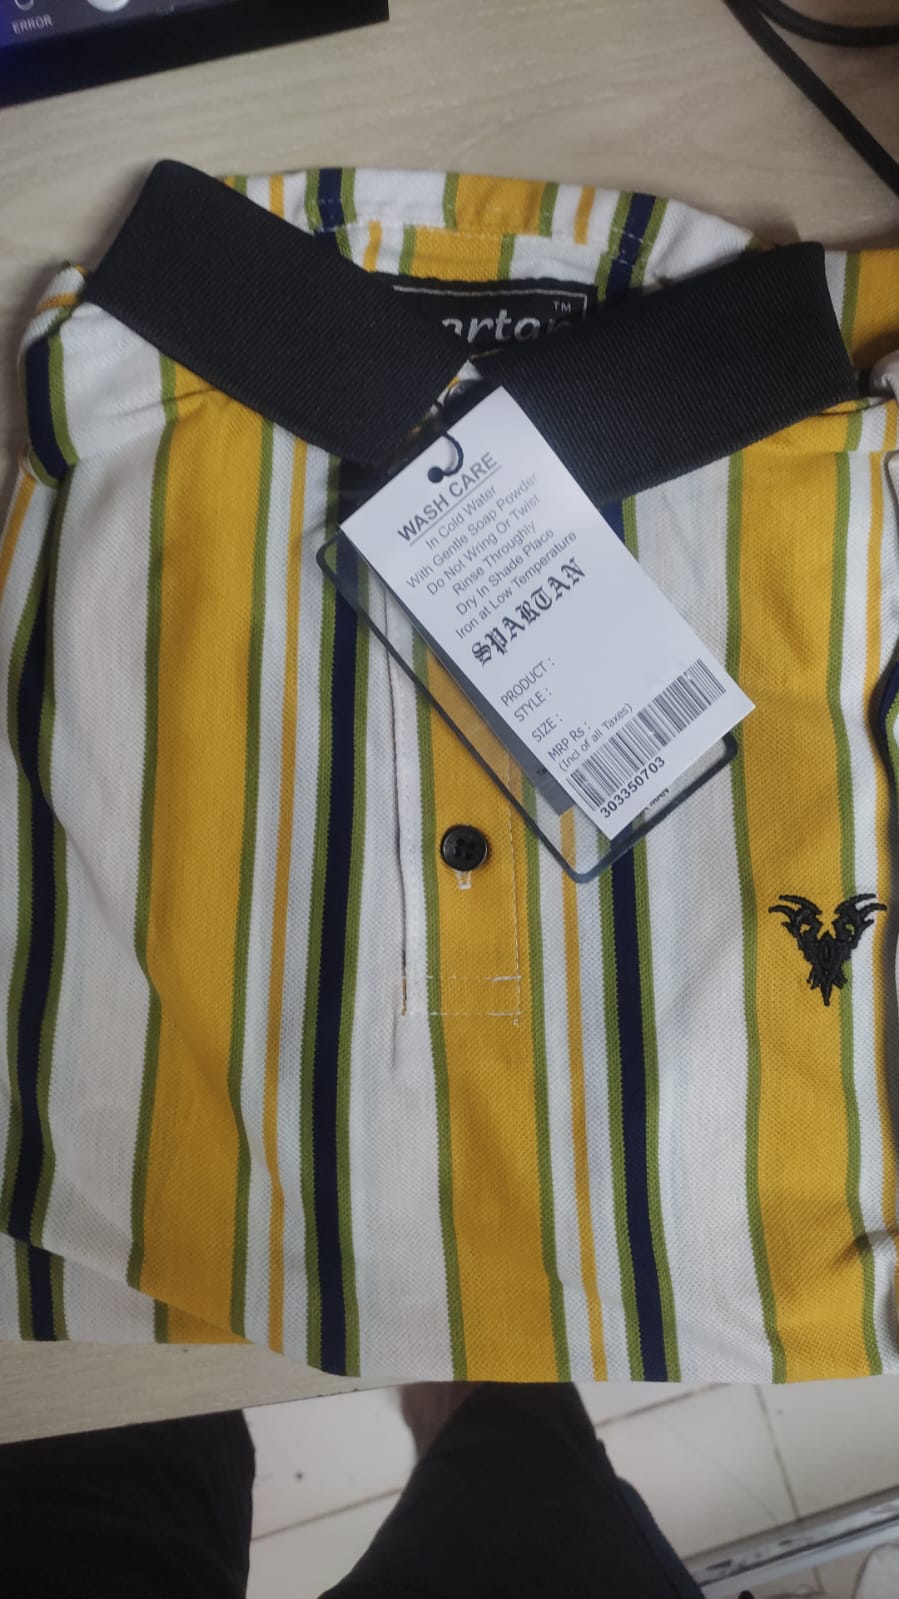 ERROR
TM
WASH CARE
In Cold Water
With Gentle Soap Powder
Do Not Wring Or Twist
Rinse Throughly
Dry In Shade Place
Iron at Low Temperature
SPARTAN
PRODUCT :
STYLE :
SIZE :
MRP Rs :
(Incl of all Taxes)
303350703